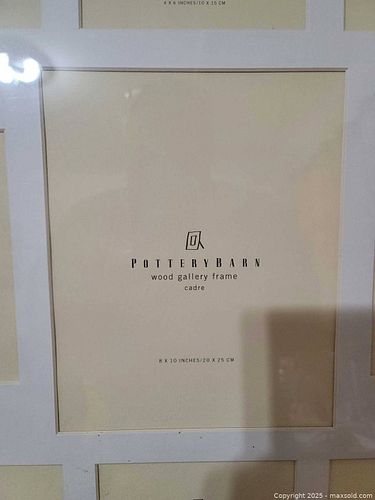 4 X 6 INCHES/10 X 15 CM
POTTERYBARN
wood gallery frame
cadre
8 X 10 INCHES/20 X 25 CM
Copyright 2025 - maxsold.com